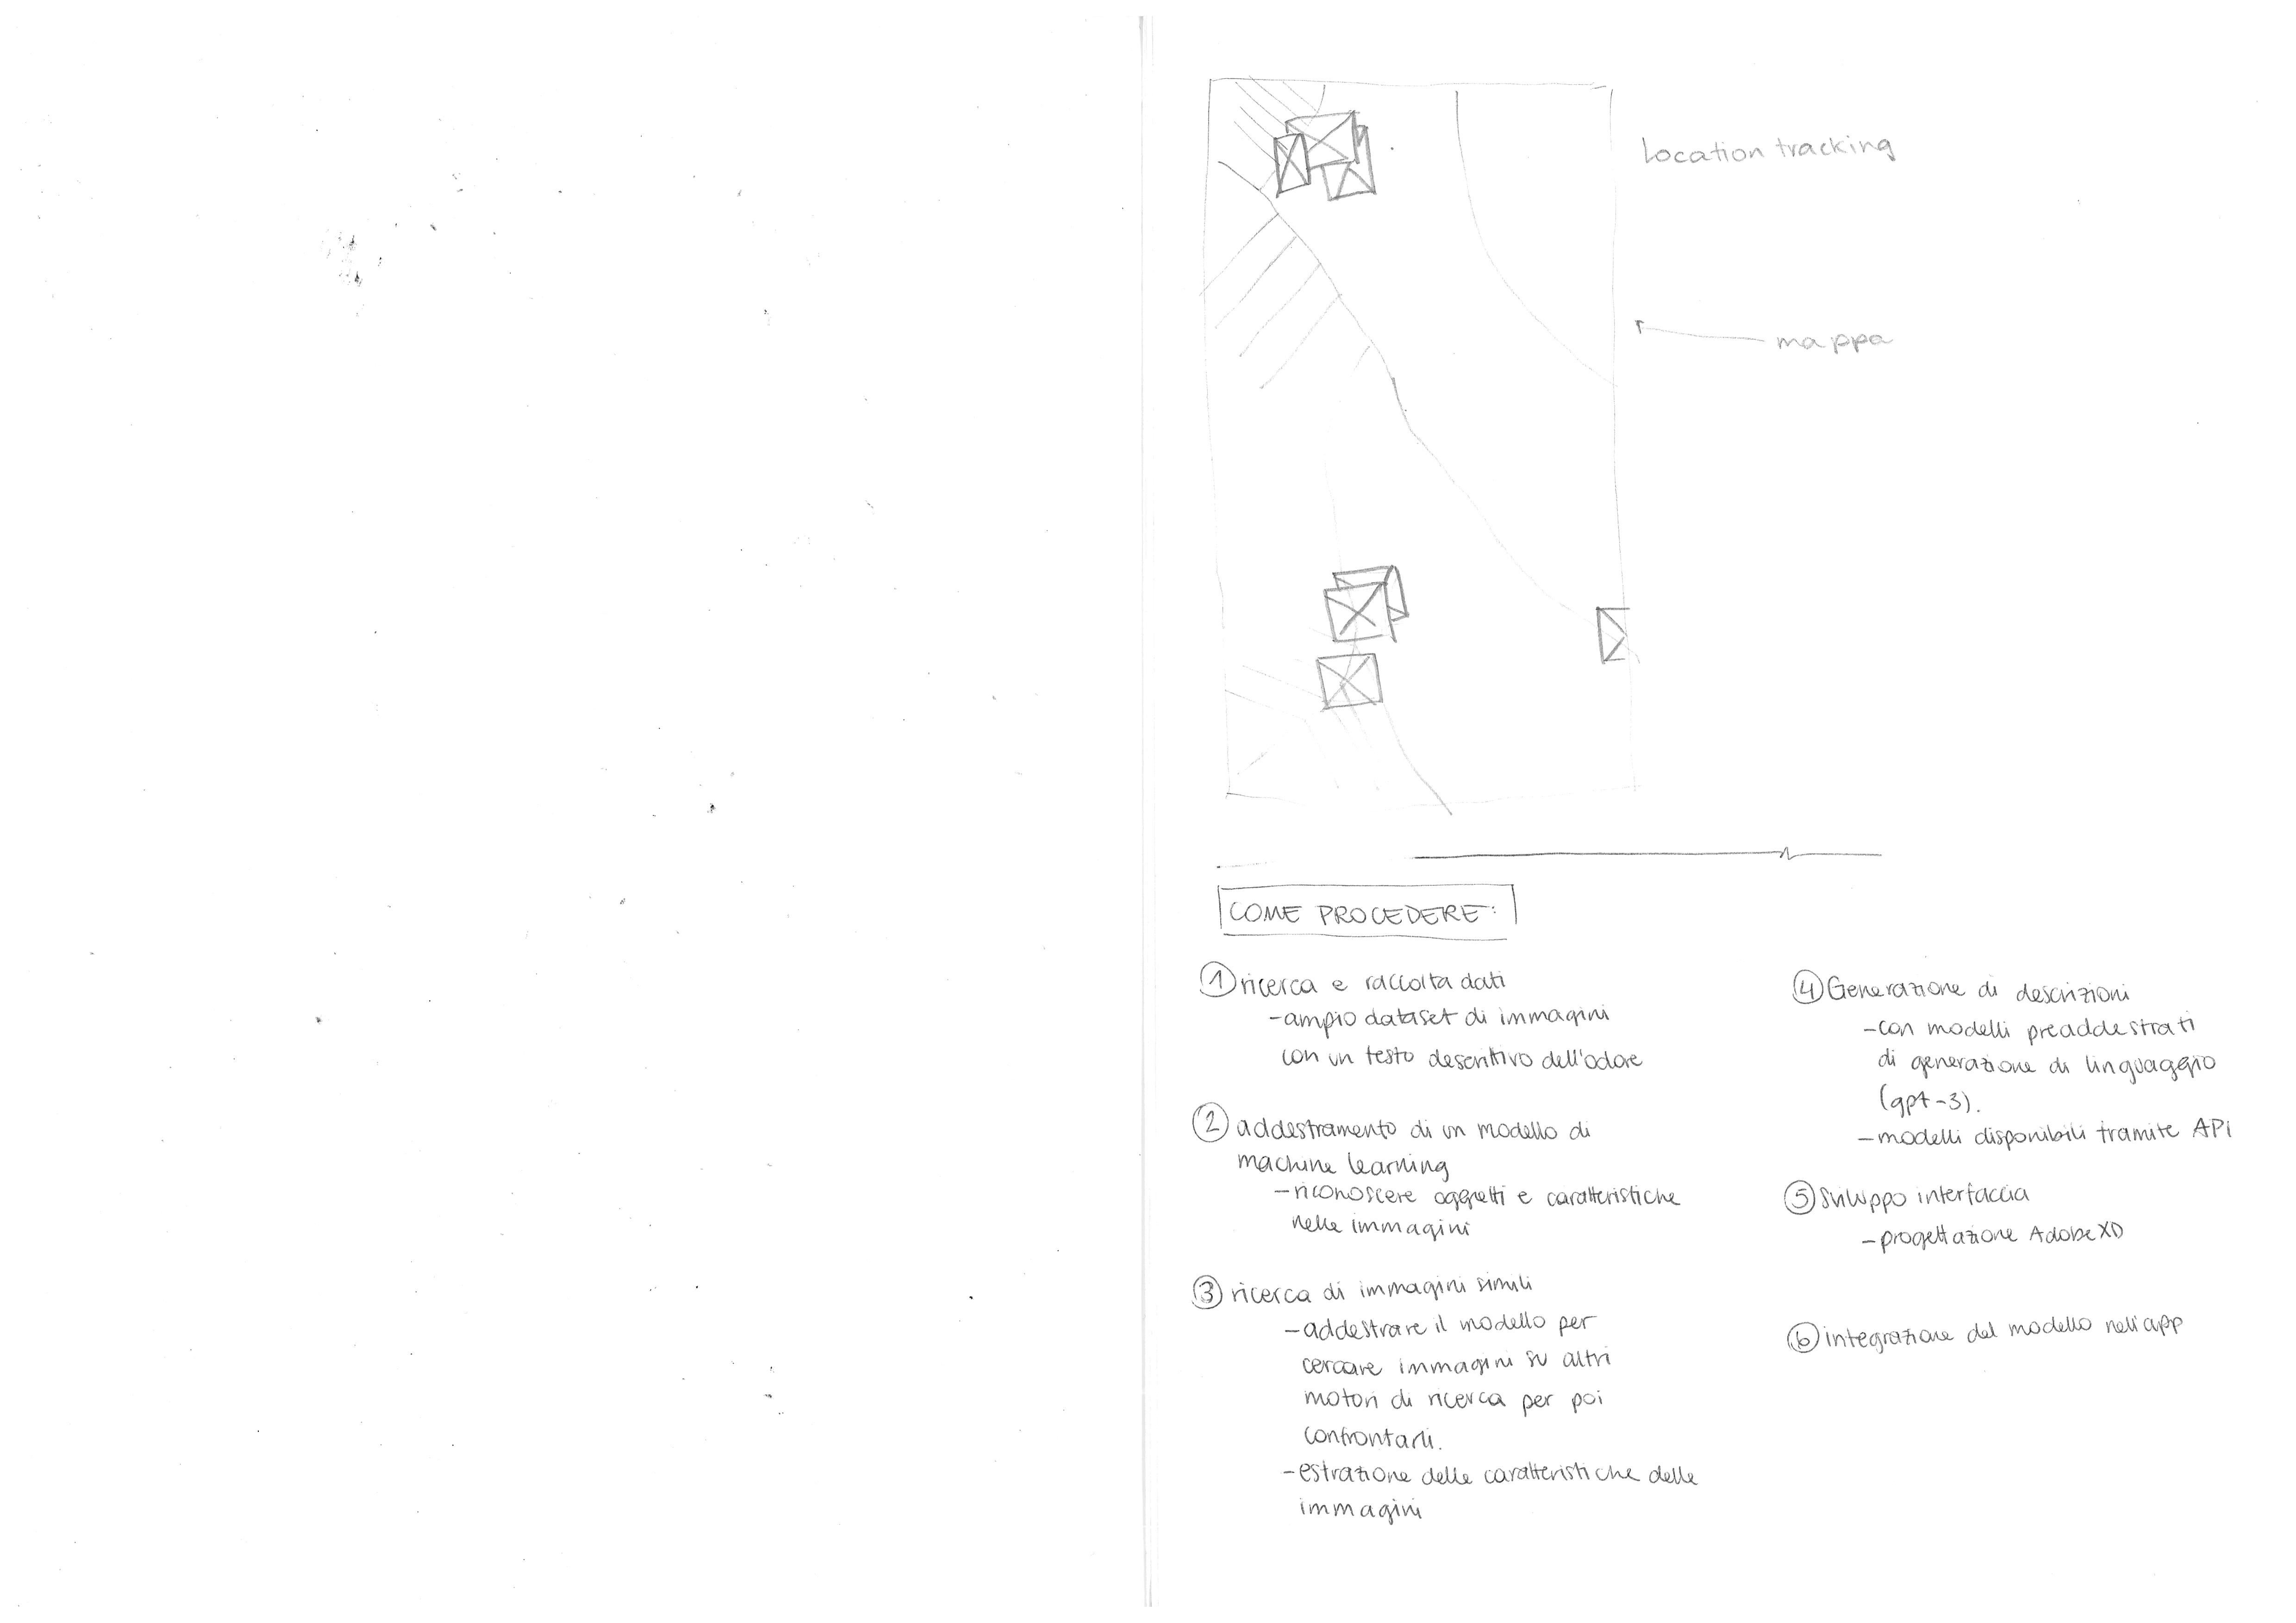 Location tracking
mappa
COME PROCEDERE:
① ricerca e raccolta dati
-ampio dataset di immagini
con un testo descrittivo dell'odore
② addestramento di un modello di
machine learning
-riconoscere oggetti e caratteristiche
nelle immagini
③ ricerca di immagini simili
-addestrare il modello per
cercare immagini su altri
motori di ricerca per poi
confrontarli.
-estrazione delle caratteristiche delle
immagini
④ Generazione di descrizioni
-con modelli preaddestrati
di generazione di linguaggio
(gpt-3).
-modelli disponibili tramite API
⑤ sviluppo interfaccia
-progettazione Adobe XD
⑥ integrazione del modello nell'app